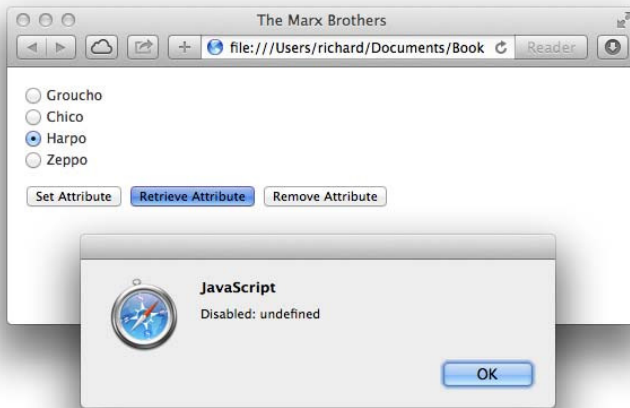 The Marx Brothers
file:///Users/richard/Documents/Book
Reader
Groucho
Chico
Harpo
Zeppo
Set Attribute Retrieve Attribute Remove Attribute
JavaScript
Disabled: undefined
OK